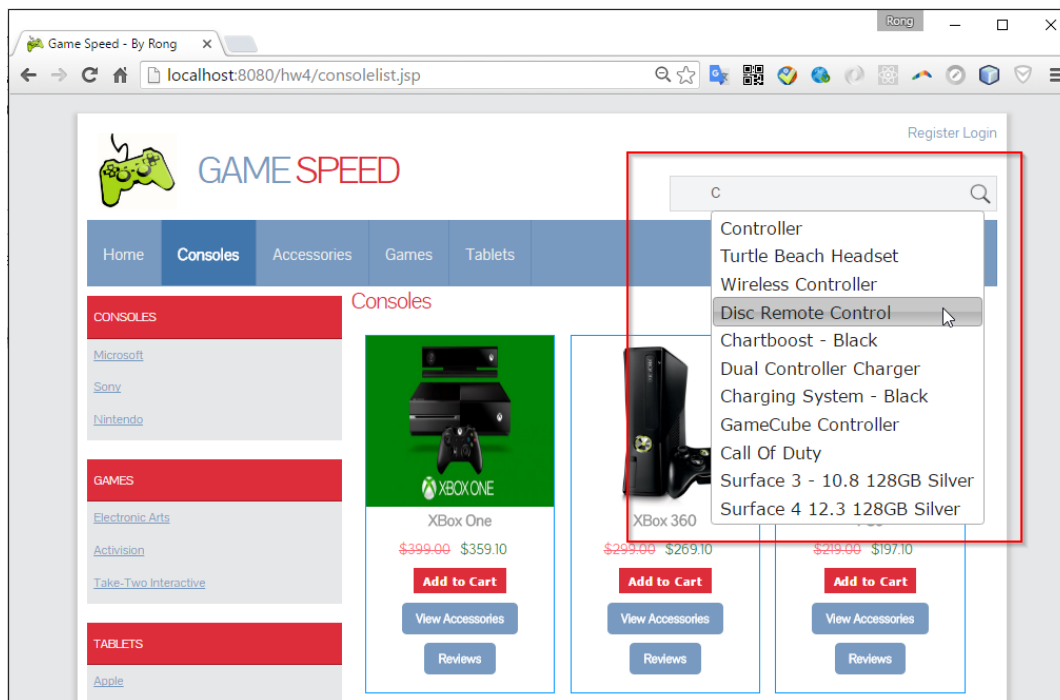 Rong
Game Speed - By Rong
localhost:8080/hw4/consolelist.jsp
Register Login
GAME SPEED
C
Home Consoles Accessories Games Tablets
Controller
Turtle Beach Headset
Wireless Controller
Disc Remote Control
Chartboost - Black
Dual Controller Charger
Charging System - Black
GameCube Controller
Call Of Duty
Surface 3 - 10.8 128GB Silver
Surface 4 12.3 128GB Silver
CONSOLES
Microsoft
Sony
Nintendo
GAMES
Electronic Arts
Activision
Take-Two Interactive
TABLETS
Apple
Consoles
XBOX ONE
XBox One
$399.00 $359.10
Add to Cart
View Accessories
Reviews
XBox 360
$299.00 $269.10
Add to Cart
View Accessories
Reviews
$219.00 $197.10
Add to Cart
View Accessories
Reviews